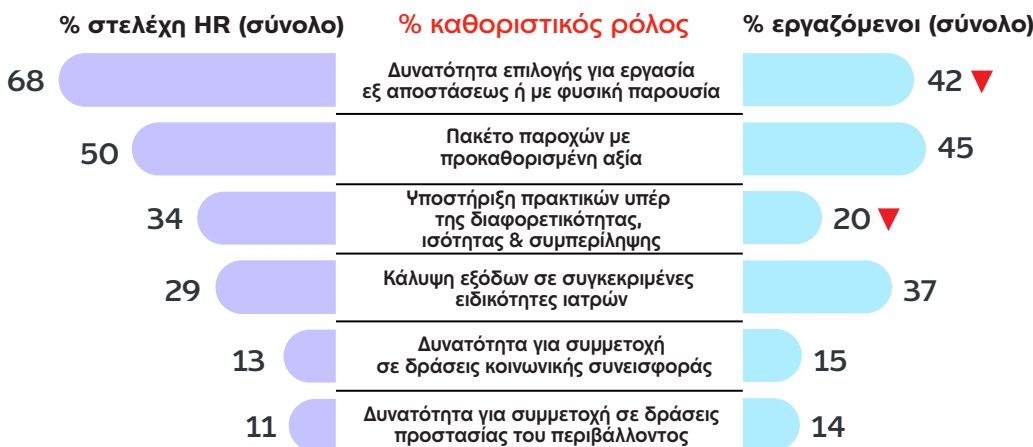 % στελέχη HR (σύνολο) % καθοριστικός ρόλος % εργαζόμενοι (σύνολο)
68 Δυνατότητα επιλογής για εργασία
εξ αποστάσεως ή με φυσική παρουσία 42
50 Πακέτο παροχών με
προκαθορισμένη αξία 45
34 Υποστήριξη πρακτικών υπέρ
της διαφορετικότητας,
ισότητας & συμπερίληψης 20
29 Κάλυψη εξόδων σε συγκεκριμένες
ειδικότητες ιατρών 37
13 Δυνατότητα για συμμετοχή
σε δράσεις κοινωνικής συνεισφοράς 15
11 Δυνατότητα για συμμετοχή σε δράσεις
προστασίας του περιβάλλοντος 14